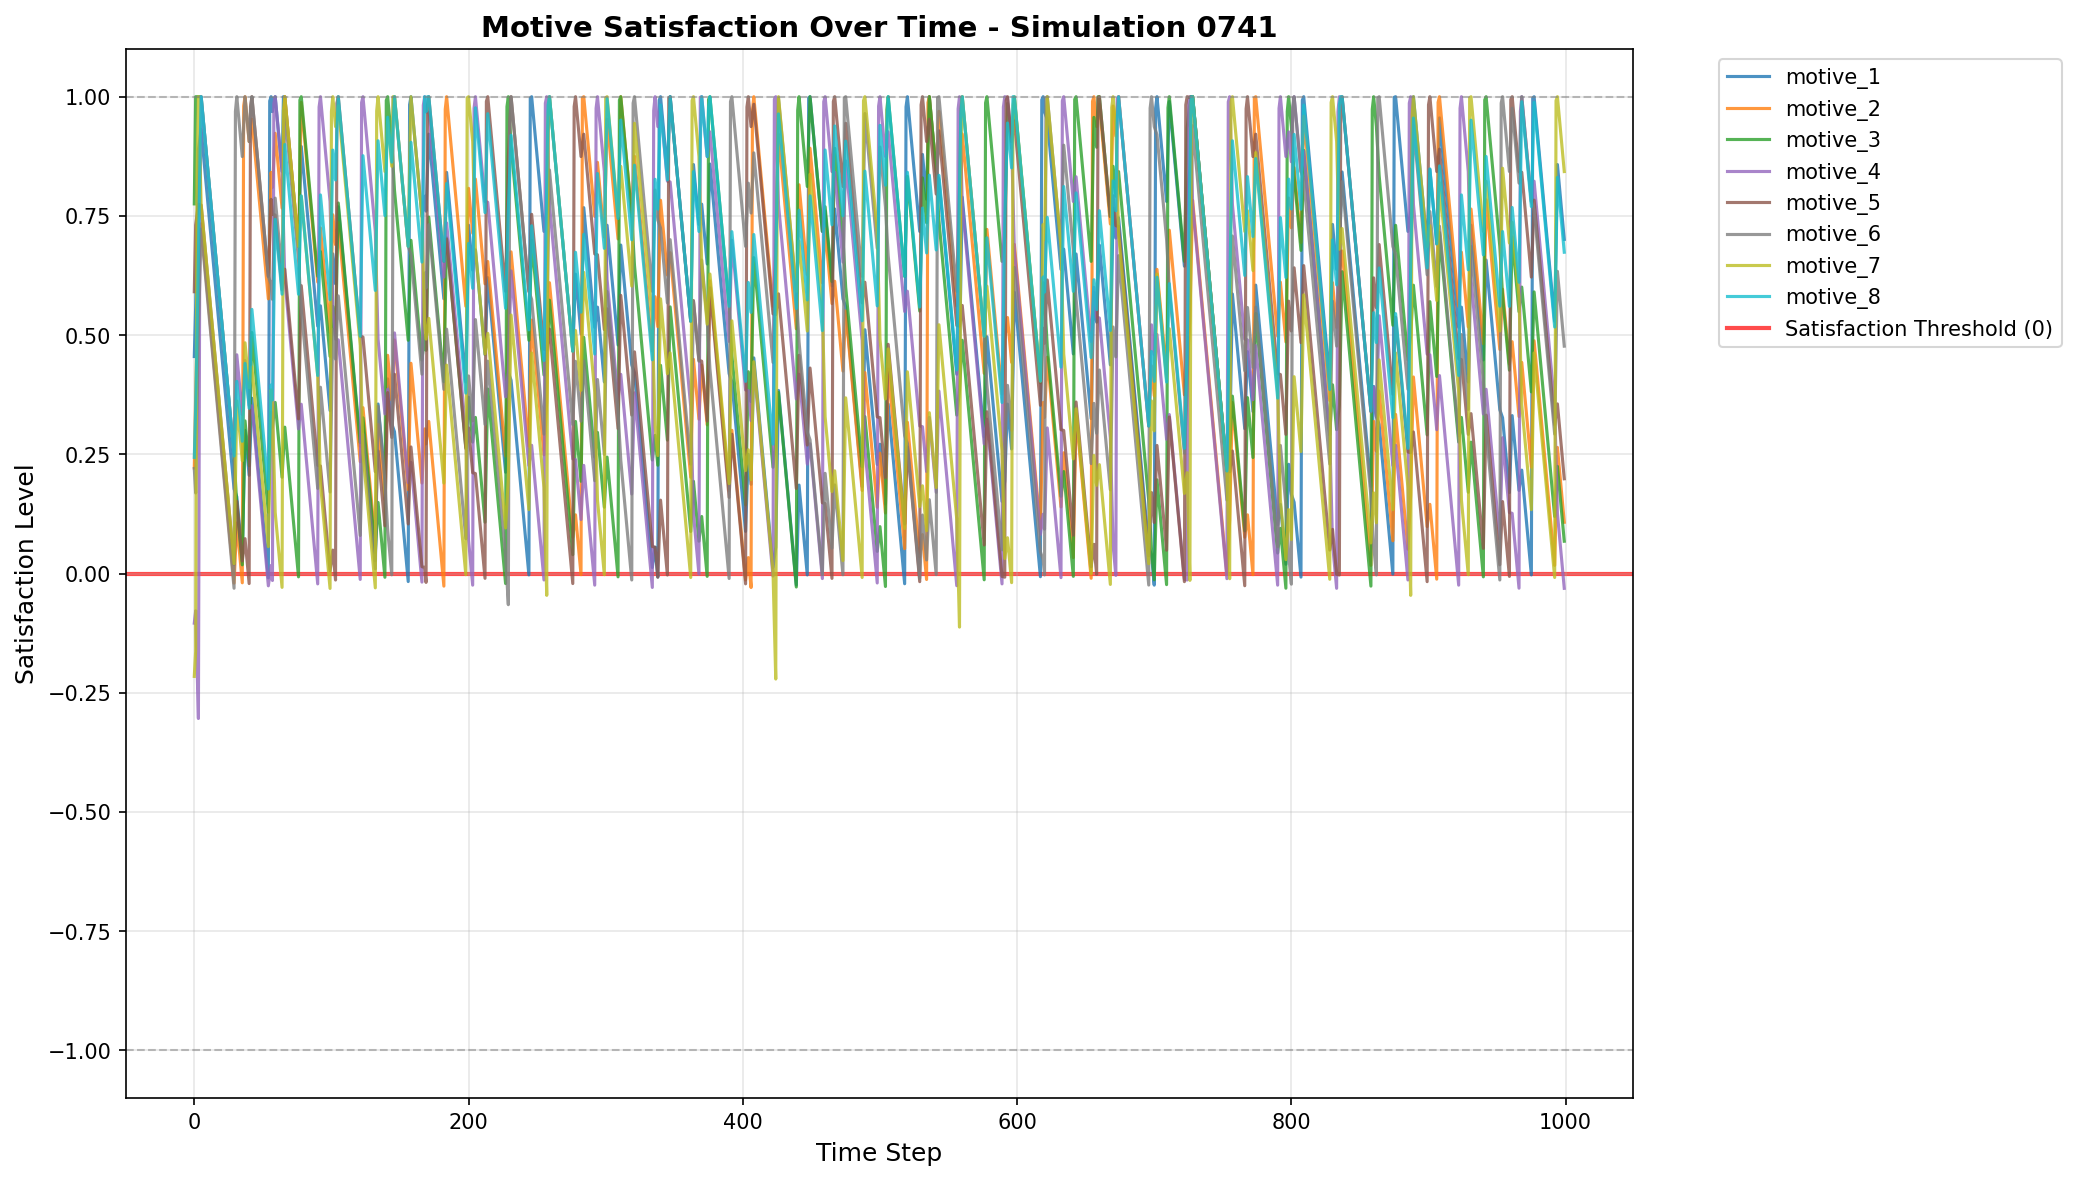 Motive Satisfaction Over Time - Simulation 0741
1.00
0.75
0.50
0.25
0.00
−0.25
−0.50
−0.75
−1.00
Satisfaction Level
0
200
400
600
800
1000
Time Step
motive_1
motive_2
motive_3
motive_4
motive_5
motive_6
motive_7
motive_8
Satisfaction Threshold (0)